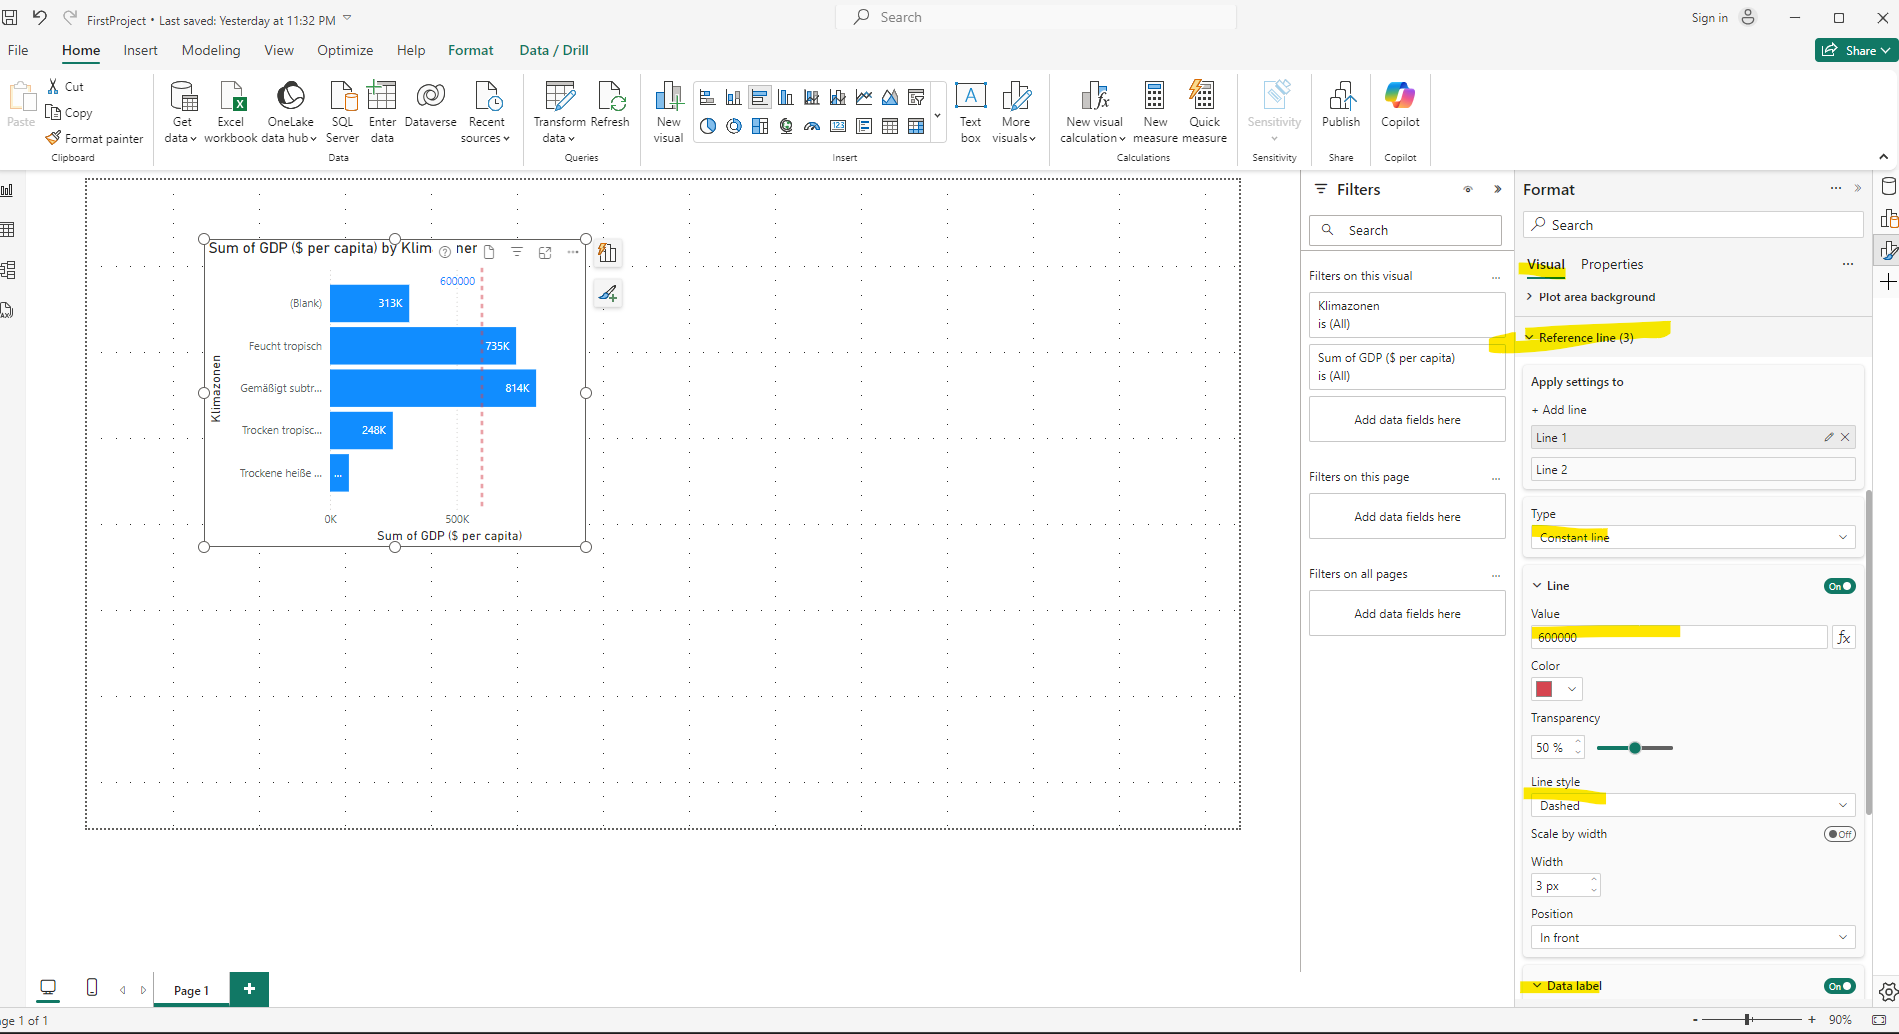 FirstProject • Last saved: Yesterday at 11:32 PM
Search
Sign in
File Home Insert Modeling View Optimize Help Format Data / Drill
Share
Paste
Cut
Copy
Format painter
Clipboard
Get data
Excel workbook
OneLake data hub
SQL Server
Enter data
Dataverse
Recent sources
Data
Transform data
Refresh
Queries
New visual
123
A
Text box
More visuals
Insert
New visual calculation
New measure
Quick measure
Calculations
Sensitivity
Sensitivity
Publish
Share
Copilot
Copilot
Sum of GDP ($ per capita) by Klim ner
600000
(Blank) 313K
Feucht tropisch 735K
Gemäßigt subtr... 814K
Trocken tropisc... 248K
Trockene heiße ... ...
Klimazonen
0K 500K
Sum of GDP ($ per capita)
Filters
Search
Filters on this visual
Klimazonen
is (All)
Sum of GDP ($ per capita)
is (All)
Add data fields here
Filters on this page
Add data fields here
Filters on all pages
Add data fields here
Format
Search
Visual Properties
Plot area background
Reference line (3)
Apply settings to
+ Add line
Line 1
Line 2
Type
Constant line
Line On
Value
600000 fx
Color
Transparency
50 %
Line style
Dashed
Scale by width Off
Width
3 px
Position
In front
Data label On
Page 1
+
ge 1 of 1
- + 90%